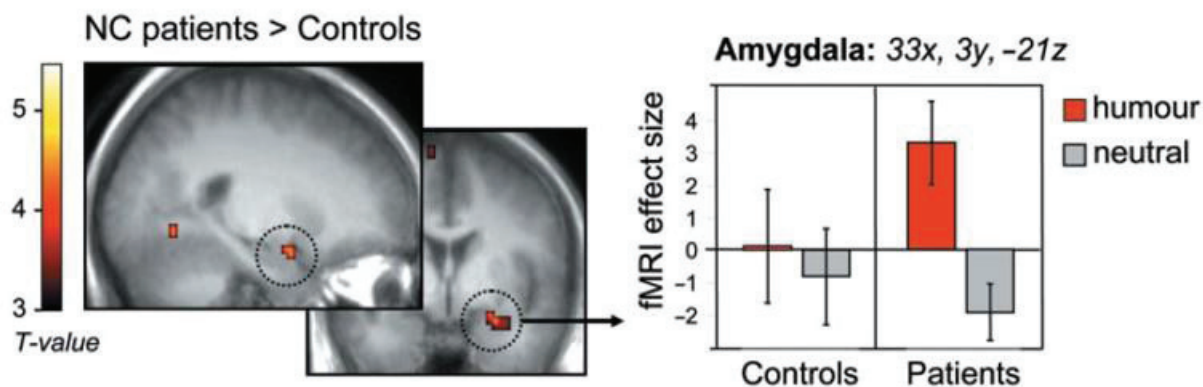 NC patients > Controls
5
4
3
T-value
Amygdala: 33x, 3y, −21z
fMRI effect size
4
3
2
1
0
−1
−2
Controls
Patients
humour
neutral